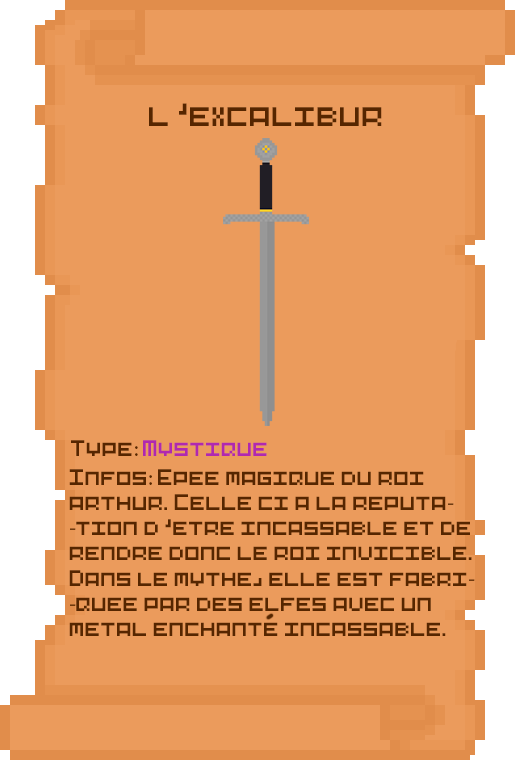 L'EXCALIBUR
TYPE: MYSTIQUE
INFOS: EPEE MAGIQUE DU ROI
ARTHUR. CELLE CI A LA REPUTA-
-TION D'ETRE INCASSABLE ET DE
RENDRE DONC LE ROI INVICIBLE.
DANS LE MYTHE, ELLE EST FABRI-
-QUEE PAR DES ELFES AVEC UN
METAL ENCHANTÉ INCASSABLE.